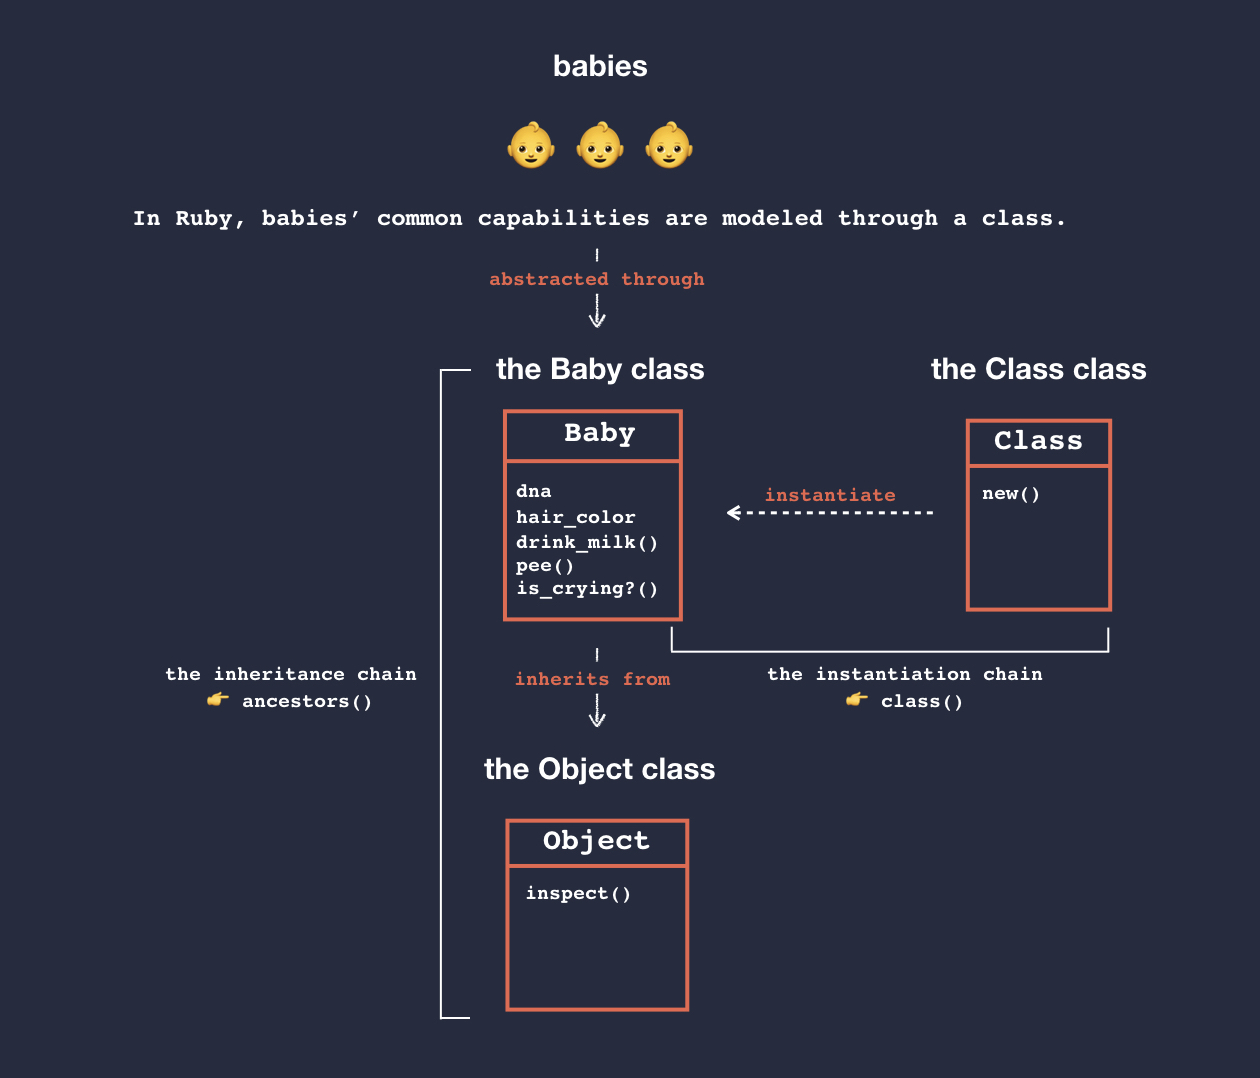 babies
In Ruby, babies’ common capabilities are modeled through a class.
abstracted through
the Baby class
the Class class
Baby
dna
hair_color
drink_milk()
pee()
is_crying?()
instantiate
Class
new()
the inheritance chain
👉 ancestors()
inherits from
the instantiation chain
👉 class()
the Object class
Object
inspect()